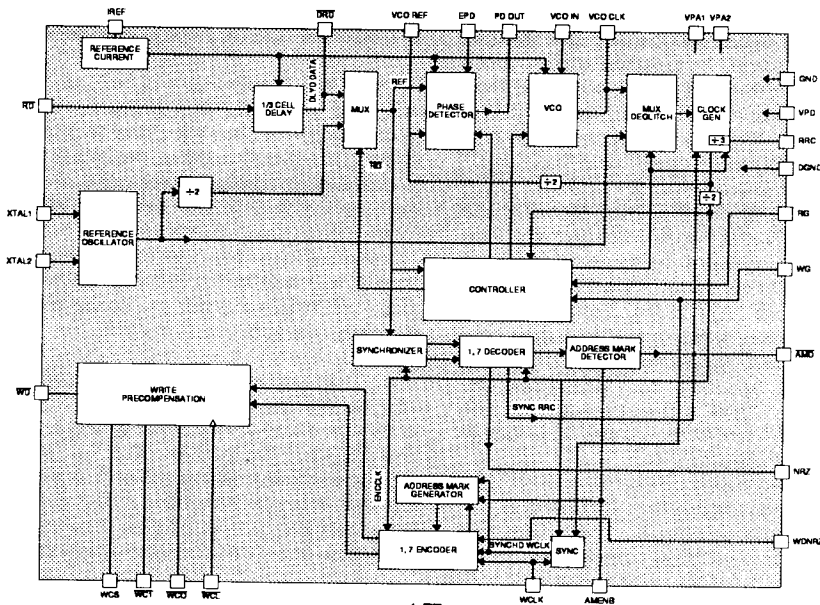 IREF
DRD
VCO REF
EPD
PD OUT
VCO IN
VCO CLK
VPA1
VPA2
REFERENCE
CURRENT
DLYD DATA
REF
GND
1/3 CELL
DELAY
MUX
PHASE
DETECTOR
VCO
MUX
DEGLITCH
CLOCK
GEN
VPD
RD
÷3
RRC
RD
DGND
÷2
÷2
÷2
XTAL1
REFERENCE
OSCILLATOR
RG
XTAL2
CONTROLLER
WG
SYNCHRONIZER
1, 7 DECODER
ADDRESS MARK
DETECTOR
AMD
WRITE
PRECOMPENSATION
WD
SYNC RRC
ENCCLK
ADDRESS MARK
GENERATOR
NRZ
1, 7 ENCODER
SYNCHD WCLK
SYNC
WDNRZ
WCS
WCT
WCO
WCL
WCLK
AMENB